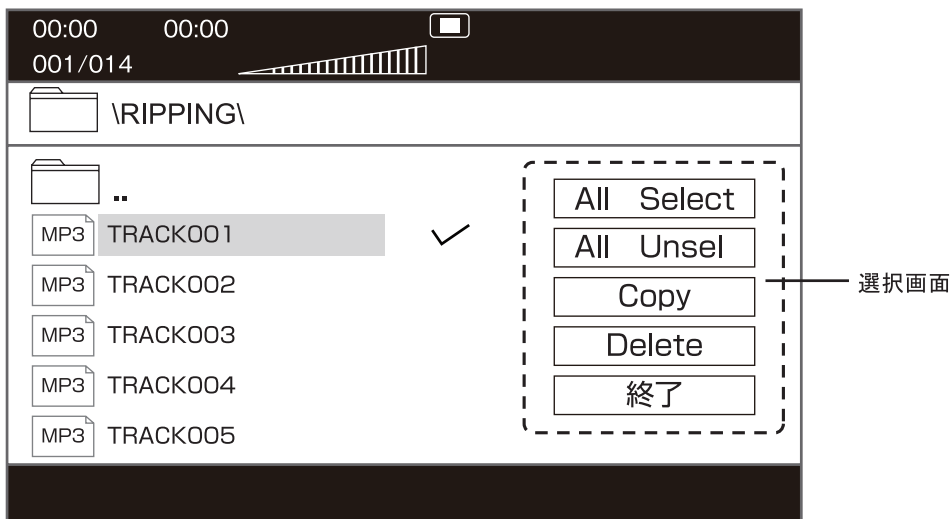 00:00 00:00
001/014
\RIPPING\
..
MP3 TRACK001
MP3 TRACK002
MP3 TRACK003
MP3 TRACK004
MP3 TRACK005
All Select
All Unsel
Copy
Delete
終了
選択画面